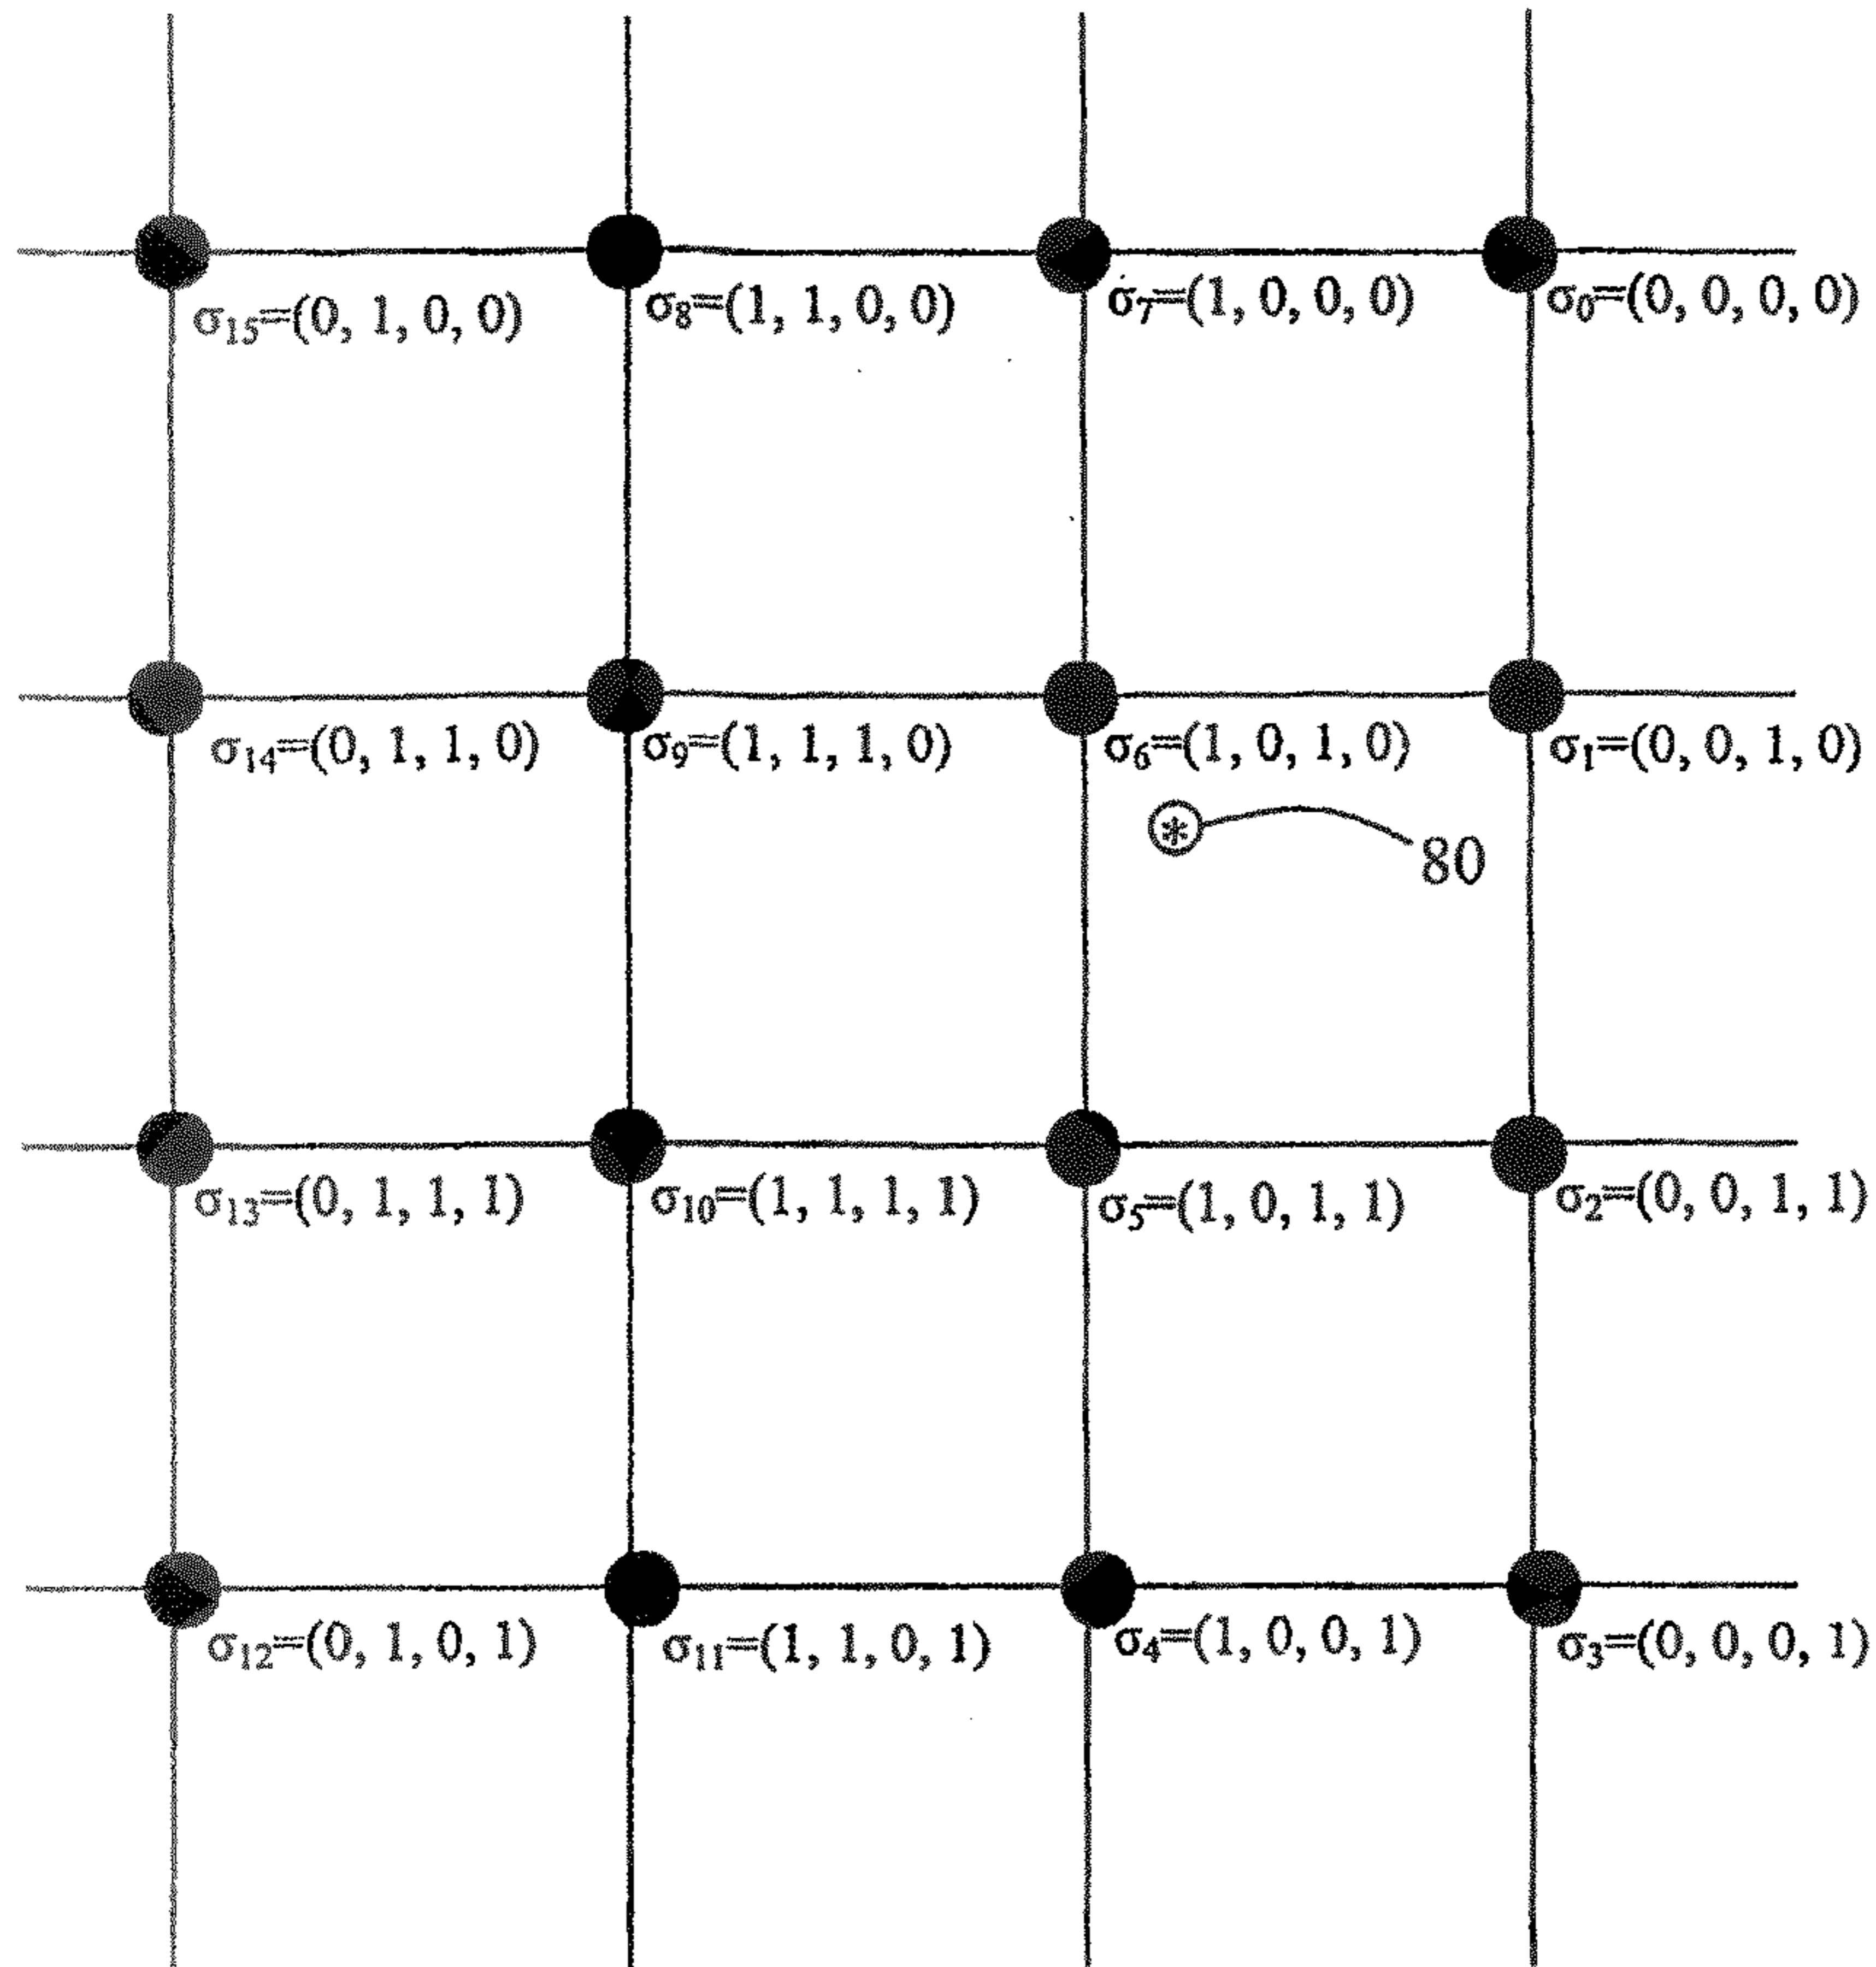 σ15=(0, 1, 0, 0) σ8=(1, 1, 0, 0) σ7=(1, 0, 0, 0) σ0=(0, 0, 0, 0)
σ14=(0, 1, 1, 0) σ9=(1, 1, 1, 0) σ6=(1, 0, 1, 0) σ1=(0, 0, 1, 0)
* 80
σ13=(0, 1, 1, 1) σ10=(1, 1, 1, 1) σ5=(1, 0, 1, 1) σ2=(0, 0, 1, 1)
σ12=(0, 1, 0, 1) σ11=(1, 1, 0, 1) σ4=(1, 0, 0, 1) σ3=(0, 0, 0, 1)